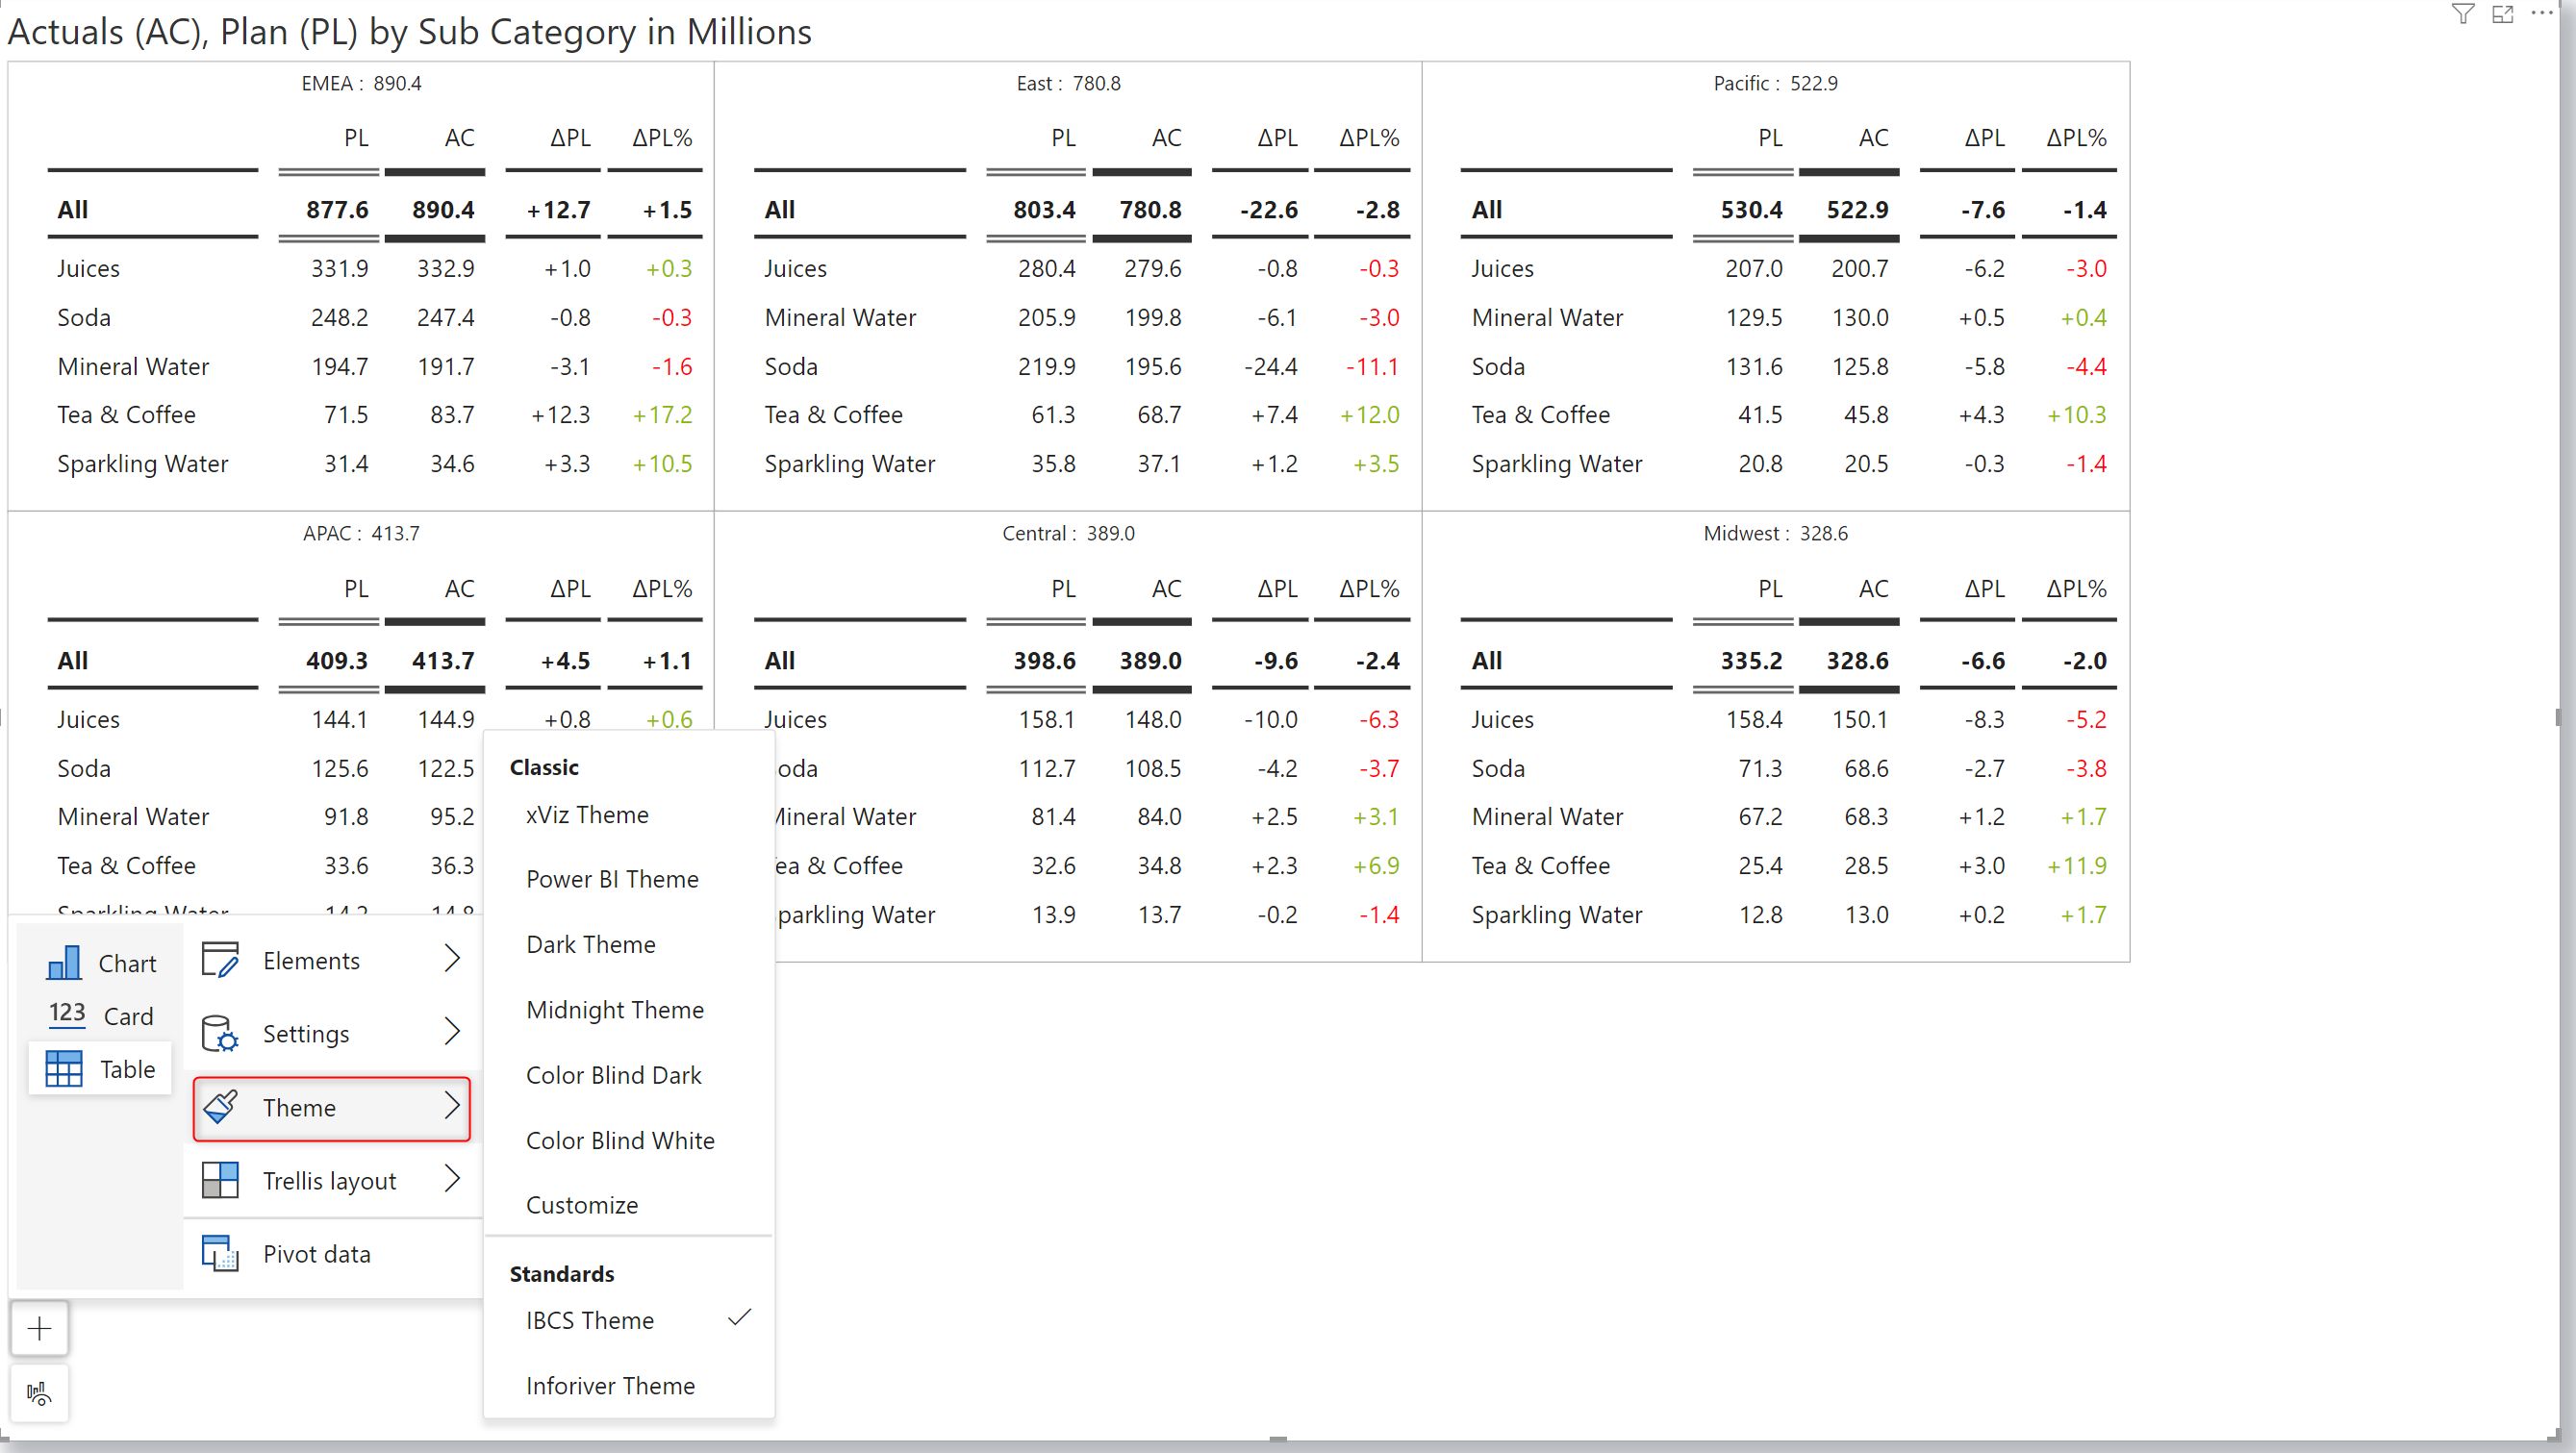 Actuals (AC), Plan (PL) by Sub Category in Millions
EMEA : 890.4
PL AC ΔPL ΔPL%
All 877.6 890.4 +12.7 +1.5
Juices 331.9 332.9 +1.0 +0.3
Soda 248.2 247.4 -0.8 -0.3
Mineral Water 194.7 191.7 -3.1 -1.6
Tea & Coffee 71.5 83.7 +12.3 +17.2
Sparkling Water 31.4 34.6 +3.3 +10.5
East : 780.8
PL AC ΔPL ΔPL%
All 803.4 780.8 -22.6 -2.8
Juices 280.4 279.6 -0.8 -0.3
Mineral Water 205.9 199.8 -6.1 -3.0
Soda 219.9 195.6 -24.4 -11.1
Tea & Coffee 61.3 68.7 +7.4 +12.0
Sparkling Water 35.8 37.1 +1.2 +3.5
Pacific : 522.9
PL AC ΔPL ΔPL%
All 530.4 522.9 -7.6 -1.4
Juices 207.0 200.7 -6.2 -3.0
Mineral Water 129.5 130.0 +0.5 +0.4
Soda 131.6 125.8 -5.8 -4.4
Tea & Coffee 41.5 45.8 +4.3 +10.3
Sparkling Water 20.8 20.5 -0.3 -1.4
APAC : 413.7
PL AC ΔPL ΔPL%
All 409.3 413.7 +4.5 +1.1
Juices 144.1 144.9 +0.8 +0.6
Soda 125.6 122.5
Mineral Water 91.8 95.2
Tea & Coffee 33.6 36.3
Sparkling Water
Central : 389.0
PL AC ΔPL ΔPL%
All 398.6 389.0 -9.6 -2.4
Juices 158.1 148.0 -10.0 -6.3
oda 112.7 108.5 -4.2 -3.7
Mineral Water 81.4 84.0 +2.5 +3.1
ea & Coffee 32.6 34.8 +2.3 +6.9
parkling Water 13.9 13.7 -0.2 -1.4
Midwest : 328.6
PL AC ΔPL ΔPL%
All 335.2 328.6 -6.6 -2.0
Juices 158.4 150.1 -8.3 -5.2
Soda 71.3 68.6 -2.7 -3.8
Mineral Water 67.2 68.3 +1.2 +1.7
Tea & Coffee 25.4 28.5 +3.0 +11.9
Sparkling Water 12.8 13.0 +0.2 +1.7
Chart
123 Card
Table
Elements
Settings
Theme
Trellis layout
Pivot data
Classic
xViz Theme
Power BI Theme
Dark Theme
Midnight Theme
Color Blind Dark
Color Blind White
Customize
Standards
IBCS Theme
Inforiver Theme